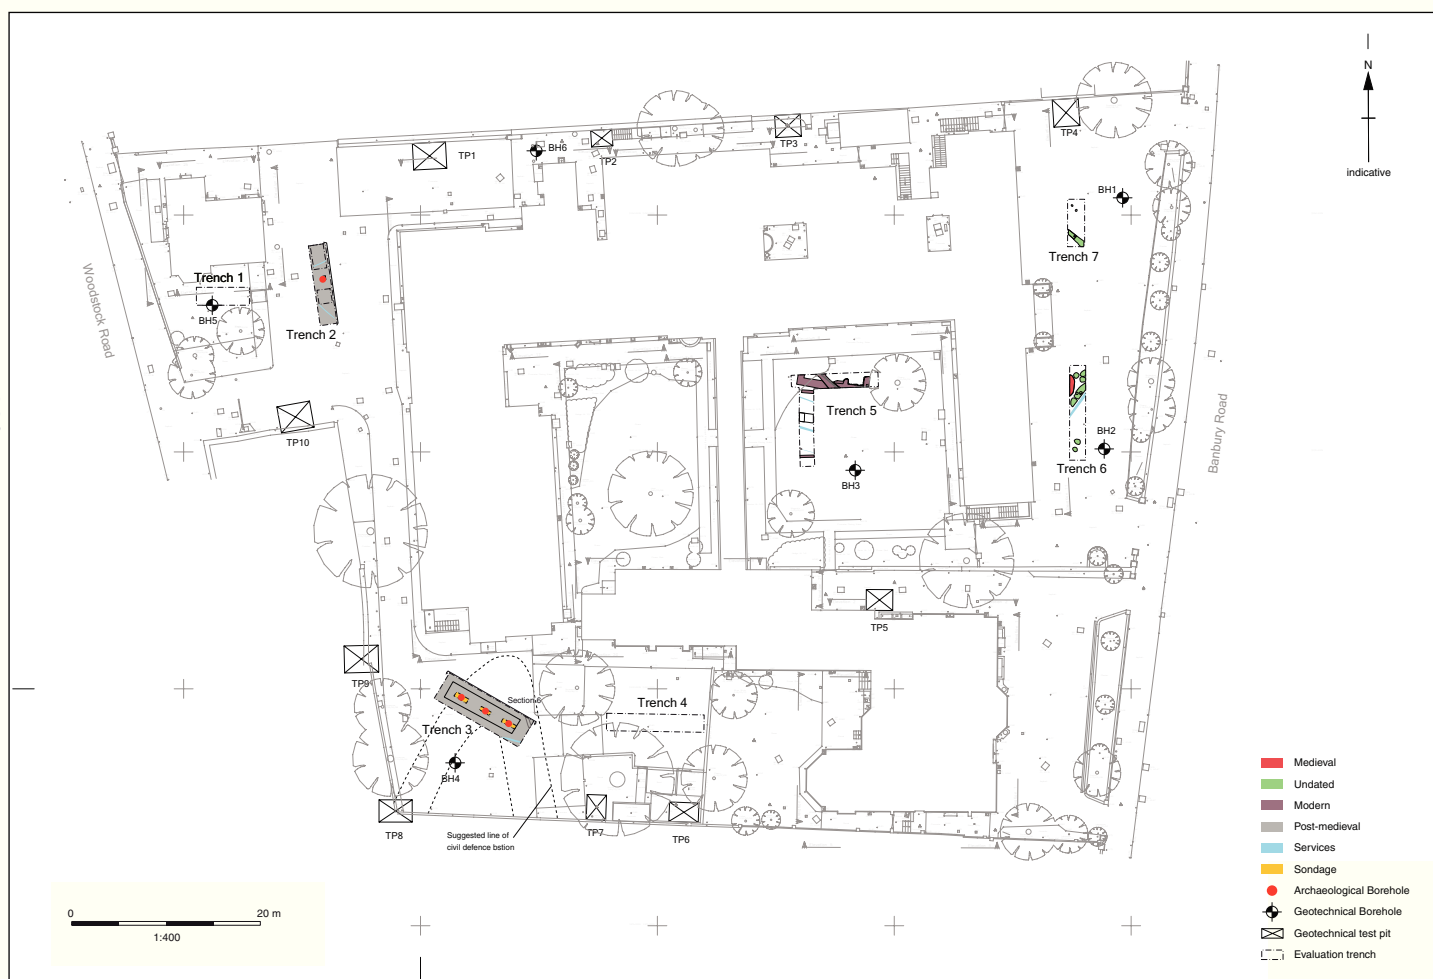 N
indicative
TP1
BH6
TP2
TP3
TP4
BH1
Trench 7
Woodstock Road
Trench 1
BH5
Trench 2
TP10
Trench 5
BH3
BH2
Trench 6
Banbury Road
TP5
TP9
Section 6
Trench 3
Trench 4
BH4
TP8
TP7
TP6
Suggested line of
civil defence bstion
Medieval
Undated
Modern
Post-medieval
Services
Sondage
Archaeological Borehole
Geotechnical Borehole
Geotechnical test pit
Evaluation trench
0 20 m
1:400